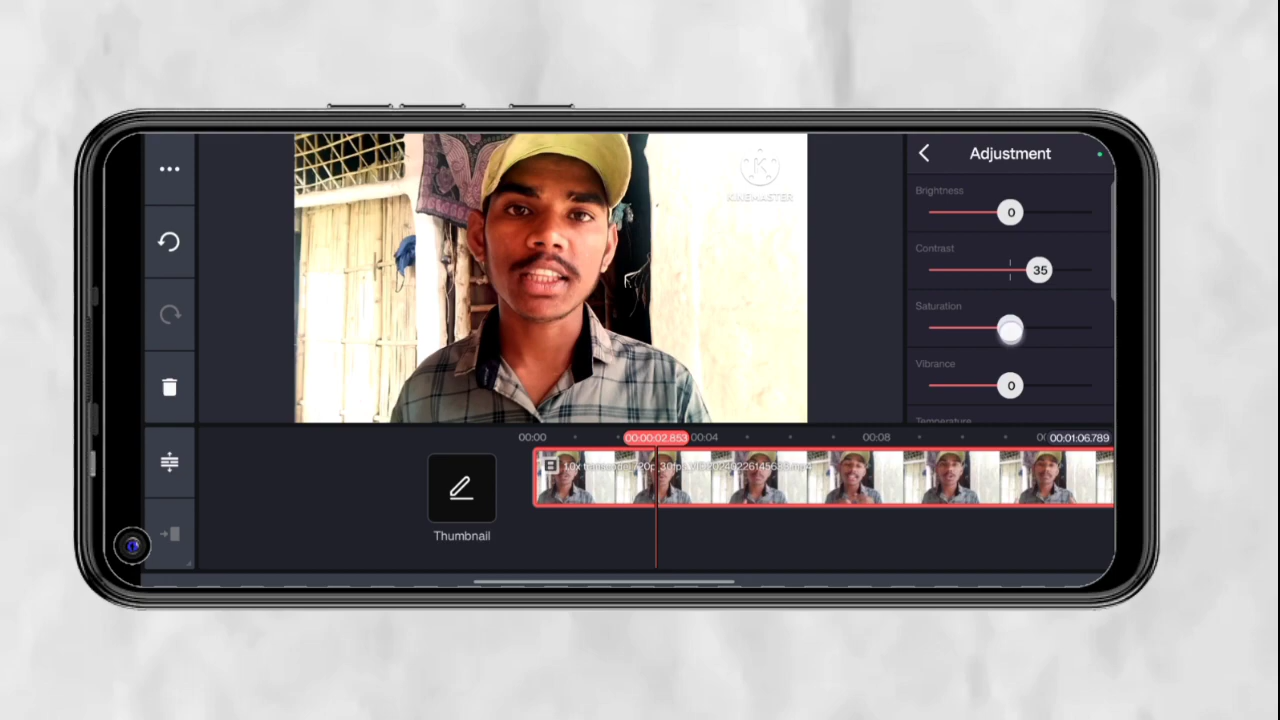 KINEMASTER
Adjustment
Brightness
0
Contrast
35
Saturation
Vibrance
0
Temperature
00:00
00:00:02.853
00:04
00:08
00:01:06.789
Thumbnail